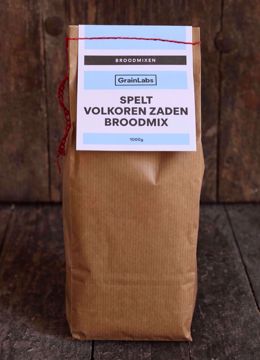 BROODMIXEN
GrainLabs
SPELT
VOLKOREN ZADEN
BROODMIX
1000g